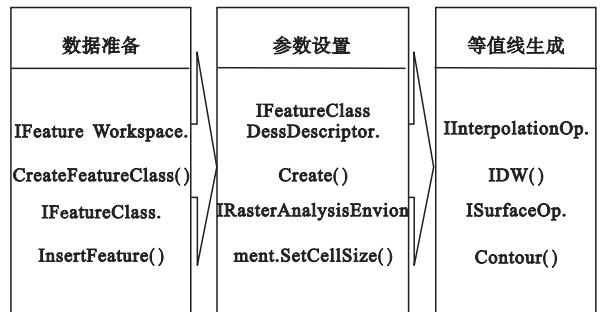 数据准备
IFeature Workspace.
CreateFeatureClass()
IFeatureClass.
InsertFeature()
参数设置
IFeatureClass
DessDescriptor.
Create()
IRasterAnalysisEnvion
ment.SetCellSize()
等值线生成
IInterpolationOp.
IDW()
ISurfaceOp.
Contour()